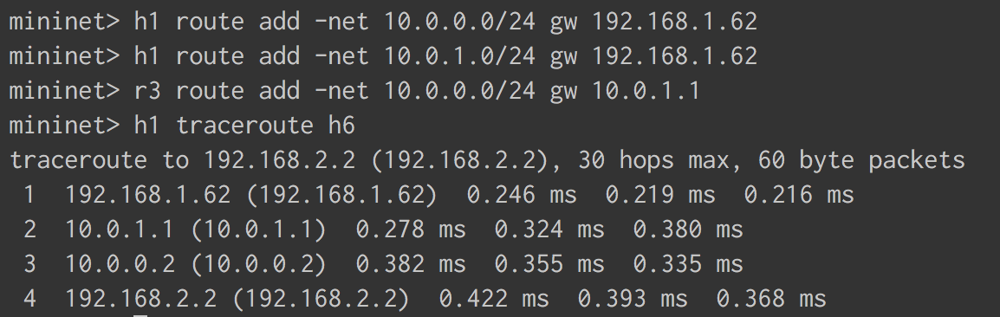 mininet> h1 route add -net 10.0.0.0/24 gw 192.168.1.62
mininet> h1 route add -net 10.0.1.0/24 gw 192.168.1.62
mininet> r3 route add -net 10.0.0.0/24 gw 10.0.1.1
mininet> h1 traceroute h6
traceroute to 192.168.2.2 (192.168.2.2), 30 hops max, 60 byte packets
 1  192.168.1.62 (192.168.1.62)  0.246 ms  0.219 ms  0.216 ms
 2  10.0.1.1 (10.0.1.1)  0.278 ms  0.324 ms  0.380 ms
 3  10.0.0.2 (10.0.0.2)  0.382 ms  0.355 ms  0.335 ms
 4  192.168.2.2 (192.168.2.2)  0.422 ms  0.393 ms  0.368 ms